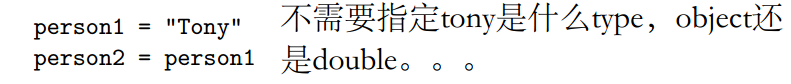 person1 = "Tony"
person2 = person1
不需要指定tony是什么type，object还
是double。。。